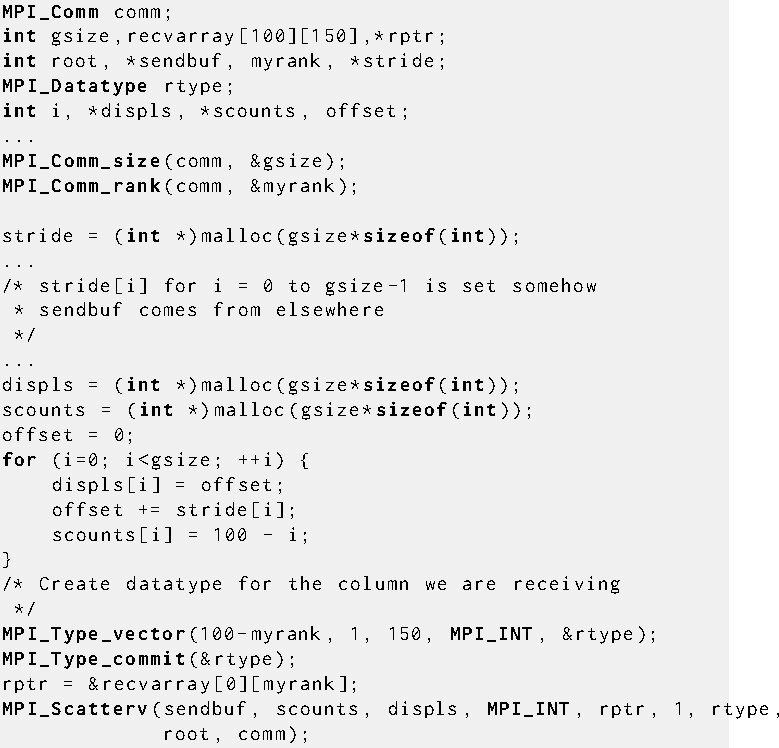 MPI_Comm comm;
int gsize,recvarray[100][150],*rptr;
int root, *sendbuf, myrank, *stride;
MPI_Datatype rtype;
int i, *displs, *scounts, offset;
...
MPI_Comm_size(comm, &gsize);
MPI_Comm_rank(comm, &myrank);

stride = (int *)malloc(gsize*sizeof(int));
...
/* stride[i] for i = 0 to gsize-1 is set somehow
 * sendbuf comes from elsewhere
 */
...
displs = (int *)malloc(gsize*sizeof(int));
scounts = (int *)malloc(gsize*sizeof(int));
offset = 0;
for (i=0; i<gsize; ++i) {
    displs[i] = offset;
    offset += stride[i];
    scounts[i] = 100 - i;
}
/* Create datatype for the column we are receiving
 */
MPI_Type_vector(100-myrank, 1, 150, MPI_INT, &rtype);
MPI_Type_commit(&rtype);
rptr = &recvarray[0][myrank];
MPI_Scatterv(sendbuf, scounts, displs, MPI_INT, rptr, 1, rtype,
             root, comm);